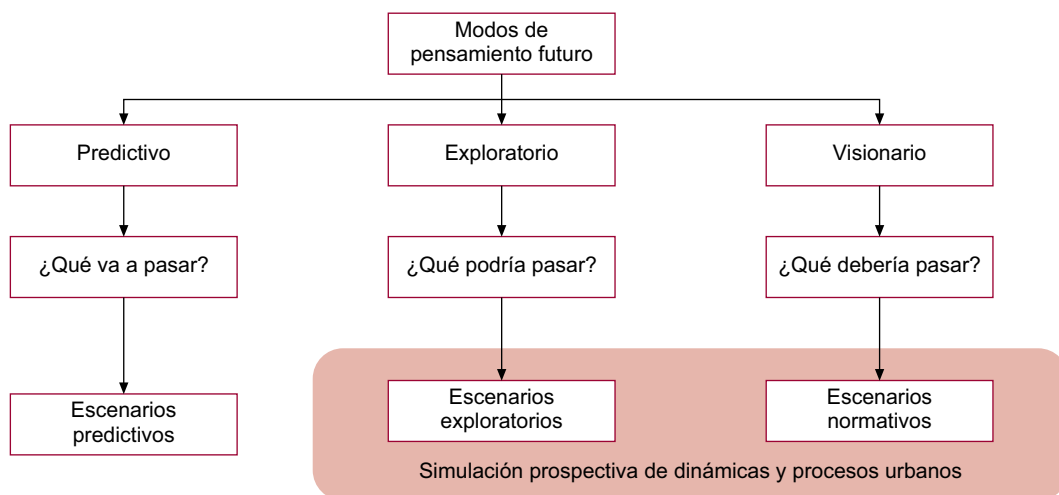 Modos de
pensamiento futuro
Predictivo
Exploratorio
Visionario
¿Qué va a pasar?
¿Qué podría pasar?
¿Qué debería pasar?
Escenarios
predictivos
Escenarios
exploratorios
Escenarios
normativos
Simulación prospectiva de dinámicas y procesos urbanos